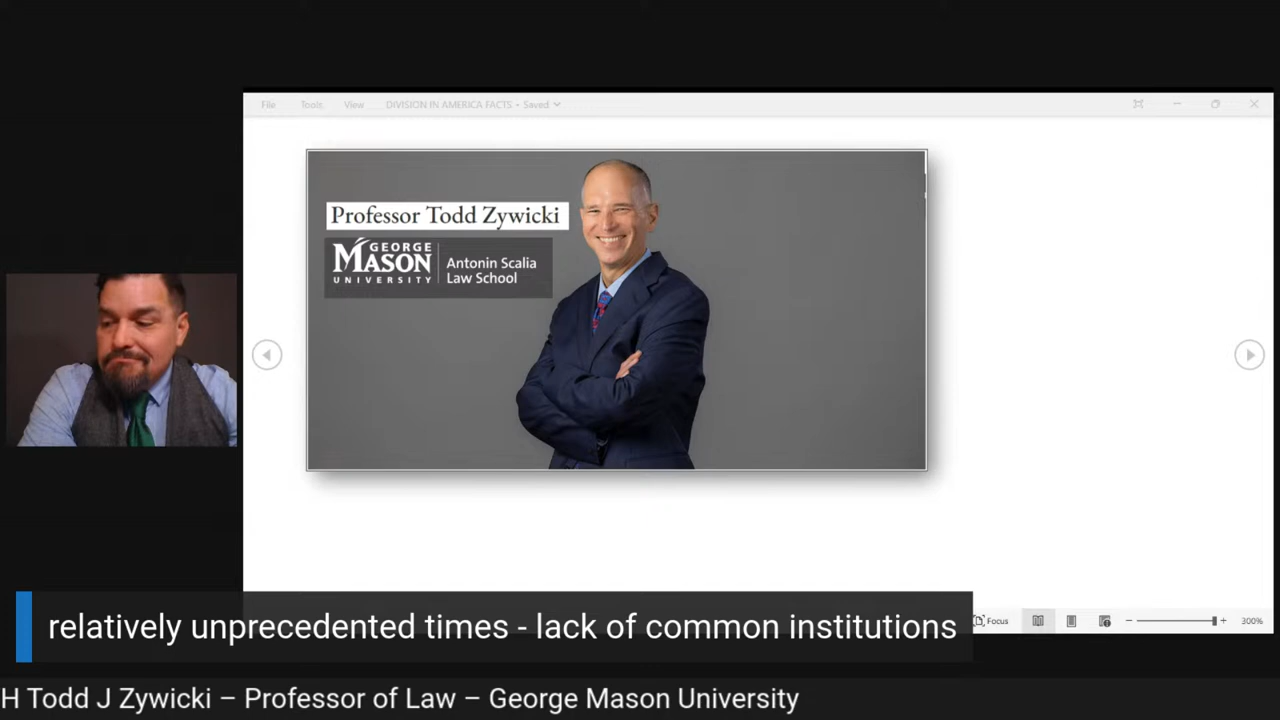 File Tools View DIVISION IN AMERICA FACTS • Saved
Professor Todd Zywicki
GEORGE
MASON
UNIVERSITY
Antonin Scalia
Law School
relatively unprecedented times - lack of common institutions
Focus
300%
H Todd J Zywicki – Professor of Law – George Mason University